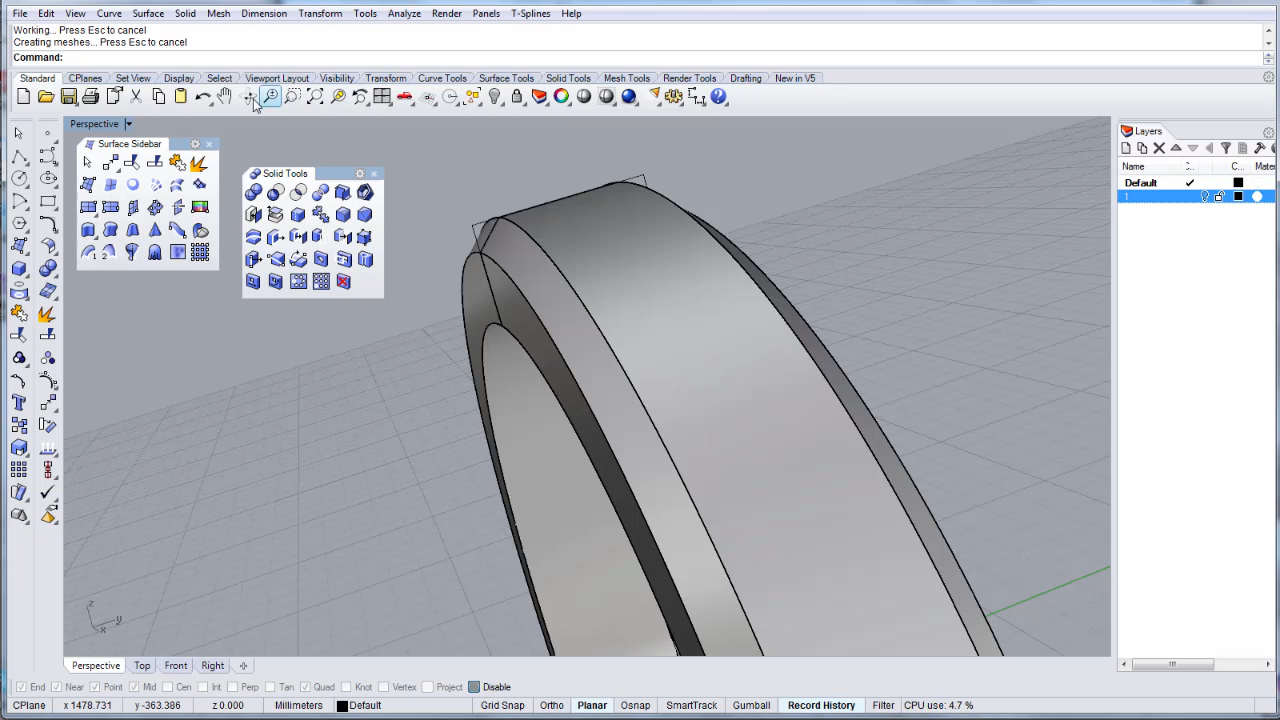 File Edit View Curve Surface Solid Mesh Dimension Transform Tools Analyze Render Panels T-Splines Help
Working... Press Esc to cancel
Creating meshes... Press Esc to cancel
Command:
Standard CPlanes Set View Display Select Viewport Layout Visibility Transform Curve Tools Surface Tools Solid Tools Mesh Tools Render Tools Drafting New in V5
Perspective
Layers
Surface Sidebar
Name :. C... Mater
Solid Tools
Default
1
z
y
x
Perspective Top Front Right
End Near Point Mid Cen Int Perp Tan Quad Knot Vertex Project Disable
CPlane x 1478.731 y -363.386 z 0.000 Millimeters Default Grid Snap Ortho Planar Osnap SmartTrack Gumball Record History Filter CPU use: 4.7 %